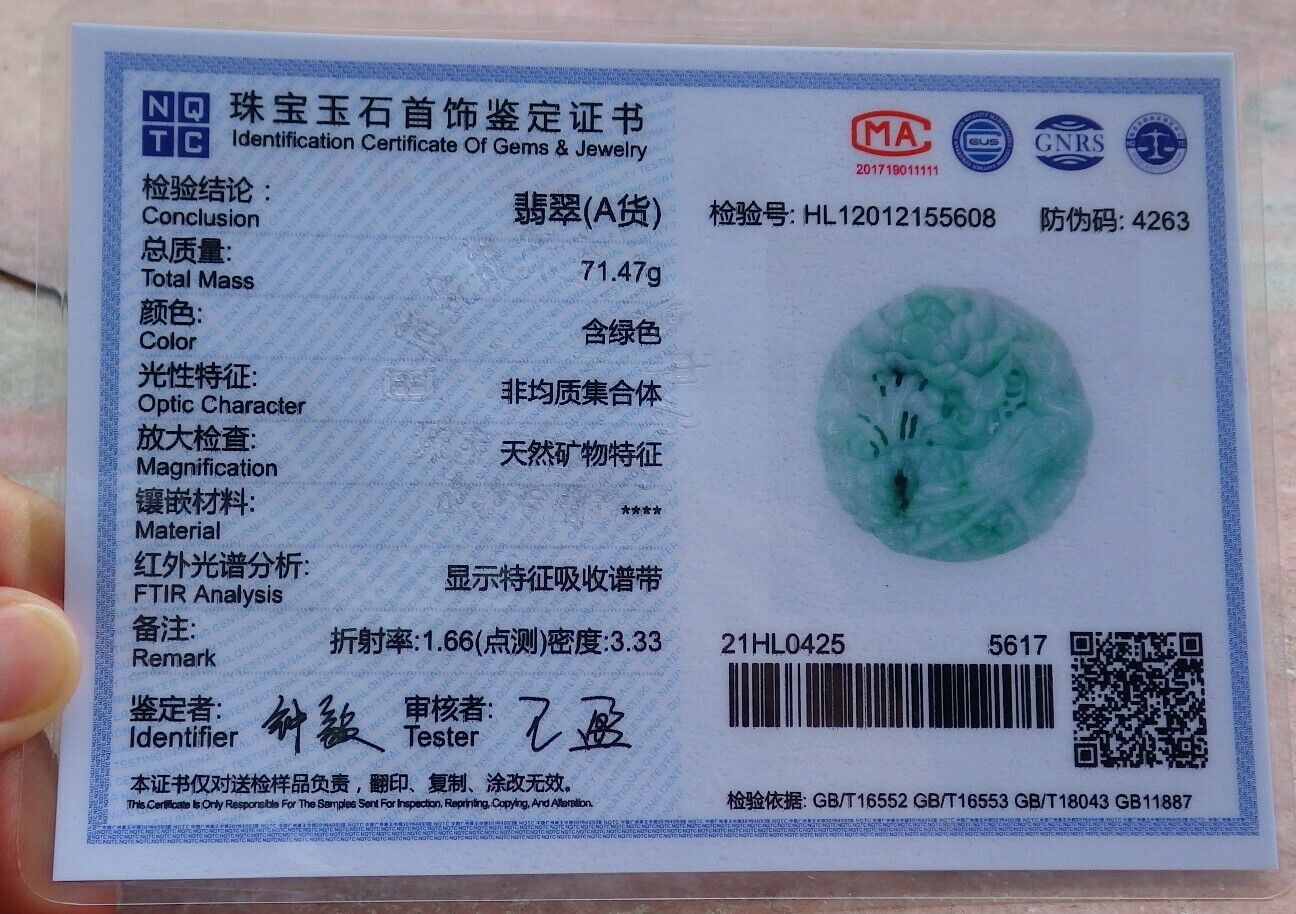 NQ
TC
珠宝玉石首饰鉴定证书
Identification Certificate Of Gems & Jewelry
检验结论:
Conclusion
翡翠(A货)
总质量:
Total Mass
71.47g
颜色:
Color
含绿色
光性特征:
Optic Character
非均质集合体
放大检查:
Magnification
天然矿物特征
镶嵌材料:
Material
****
红外光谱分析:
FTIR Analysis
显示特征吸收谱带
备注:
Remark
折射率:1.66(点测)密度:3.33
鉴定者:
Identifier
审核者:
Tester
王盈
本证书仅对送检样品负责,翻印、复制、涂改无效。
This Certificate Is Only Responsible For The Samples Sent For Inspection, Reprinting, Copying, And Alteration.
MA
201719011111
GNRS
检验号: HL12012155608 防伪码: 4263
21HL0425 5617
检验依据: GB/T16552 GB/T16553 GB/T18043 GB11887